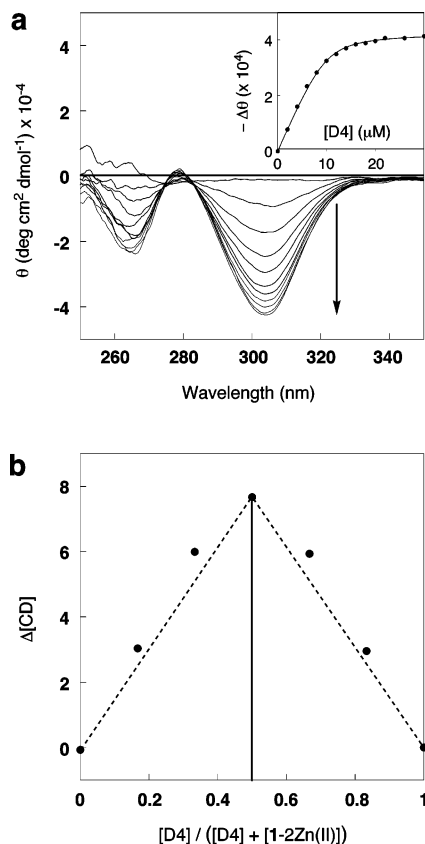 a
4
2
0
-2
-4
θ (deg cm² dmol⁻¹) x 10⁻⁴
260 280 300 320 340
Wavelength (nm)
4
2
0
- Δθ (x 10⁴)
[D4] (μM)
0 10 20
b
8
6
4
2
0
Δ[CD]
0 0.2 0.4 0.6 0.8 1
[D4] / ([D4] + [1-2Zn(II)])